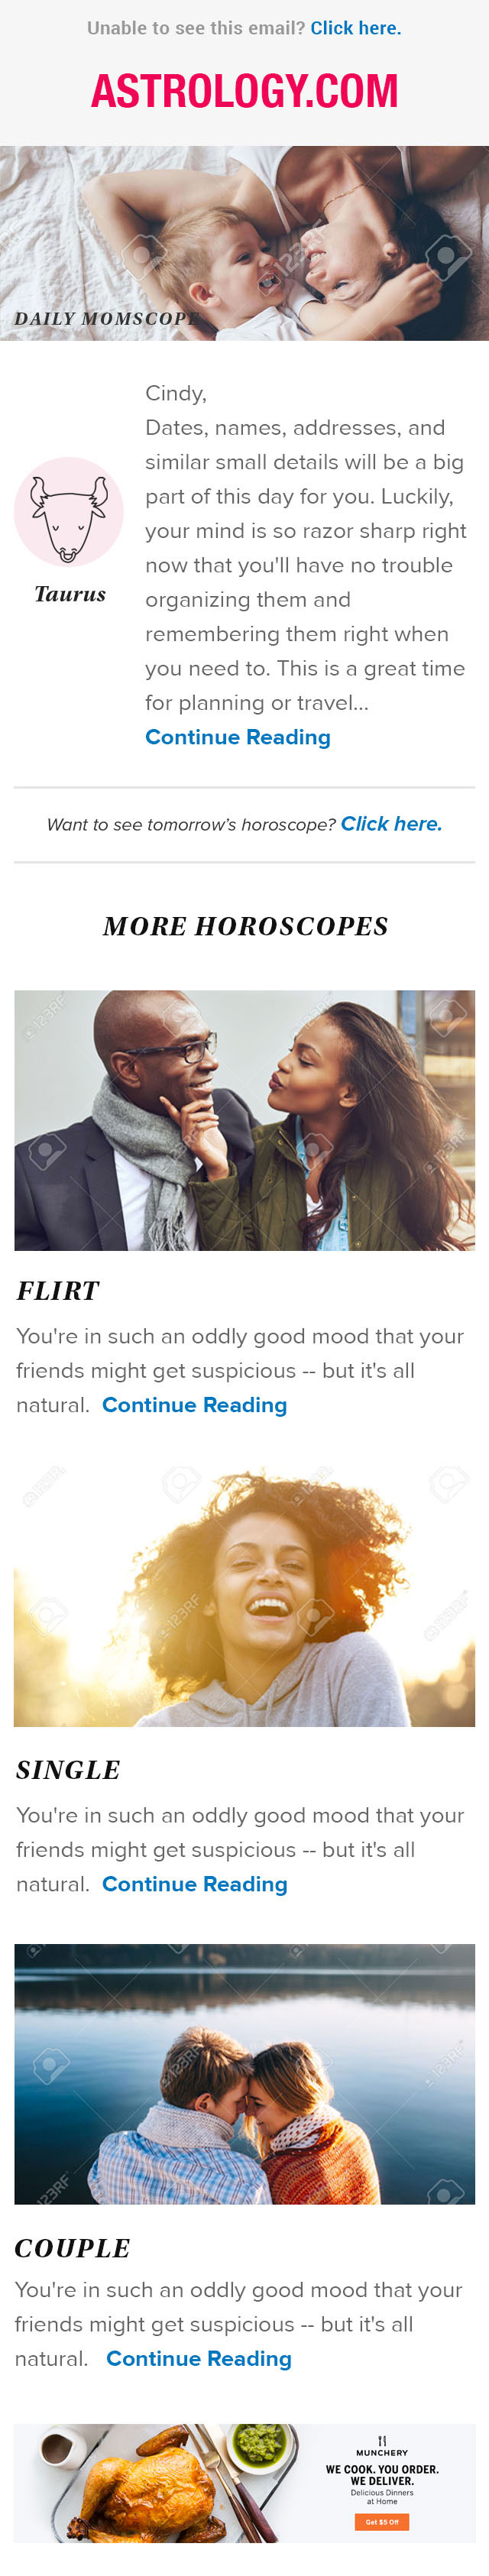 Unable to see this email? Click here.
ASTROLOGY.COM
DAILY MOMSCOPE
Cindy,
Dates, names, addresses, and
similar small details will be a big
part of this day for you. Luckily,
your mind is so razor sharp right
now that you'll have no trouble
organizing them and
remembering them right when
you need to. This is a great time
for planning or travel...
Continue Reading
Taurus
Want to see tomorrow's horoscope? Click here.
MORE HOROSCOPES
123RF
FLIRT
You're in such an oddly good mood that your
friends might get suspicious -- but it's all
natural. Continue Reading
123RF
SINGLE
You're in such an oddly good mood that your
friends might get suspicious -- but it's all
natural. Continue Reading
123RF
COUPLE
You're in such an oddly good mood that your
friends might get suspicious -- but it's all
natural. Continue Reading
MUNCHERY
WE COOK. YOU ORDER.
WE DELIVER.
Delicious Dinners
at Home
Get $5 Off